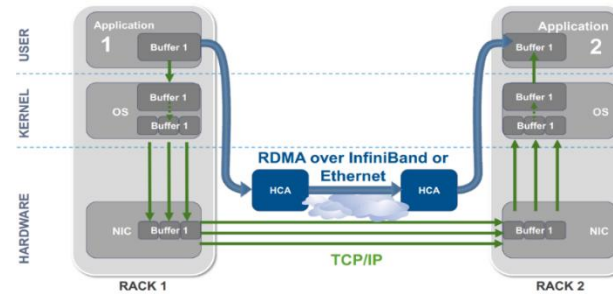 USER
KERNEL
HARDWARE
Application
1
Buffer 1
OS
Buffer 1
Buffer 1
NIC
Buffer 1
RACK 1
RDMA over InfiniBand or
Ethernet
HCA
HCA
TCP/IP
Application
2
Buffer 1
Buffer 1
OS
Buffer 1
Buffer 1
NIC
RACK 2